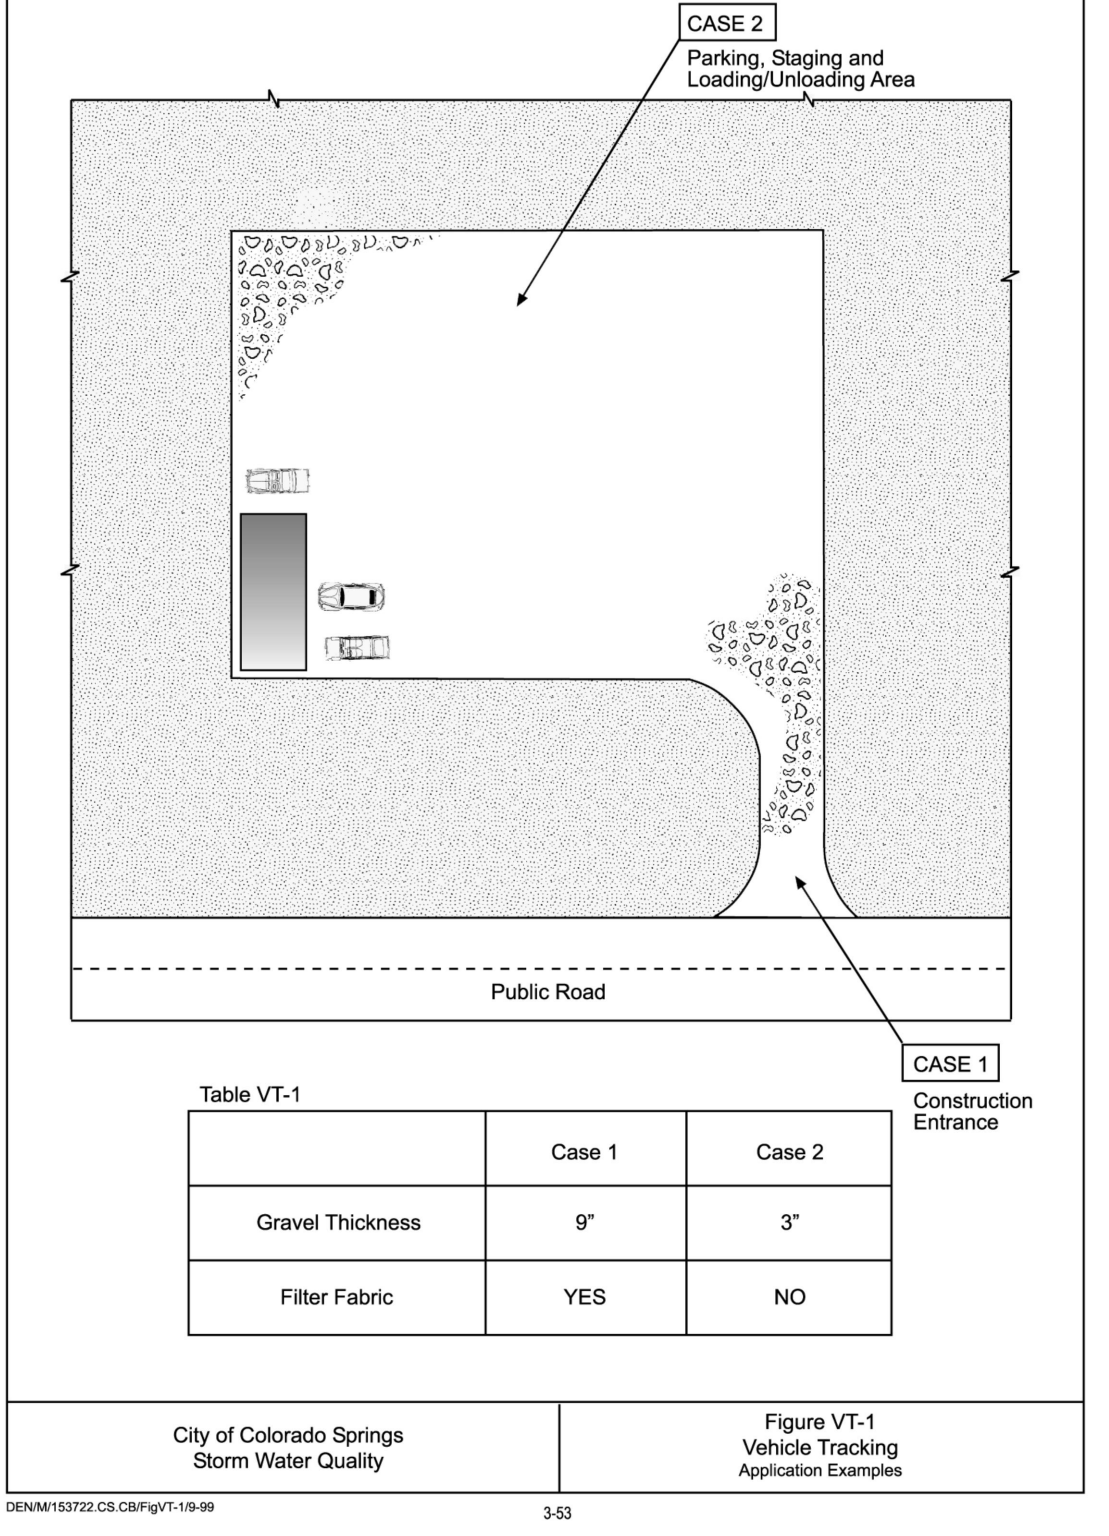 CASE 2
Parking, Staging and
Loading/Unloading Area
Public Road
CASE 1
Construction
Entrance
Table VT-1
Case 1
Case 2
Gravel Thickness
9”
3”
Filter Fabric
YES
NO
City of Colorado Springs
Storm Water Quality
Figure VT-1
Vehicle Tracking
Application Examples
DEN/M/153722.CS.CB/FigVT-1/9-99
3-53